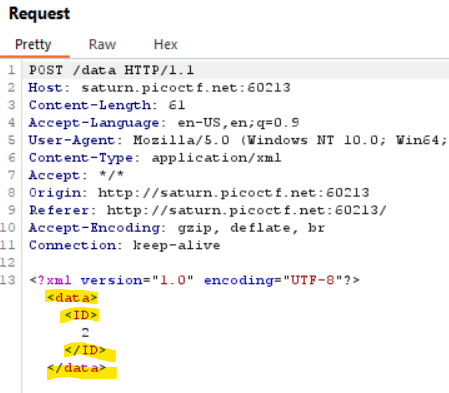 Request
Pretty Raw Hex
1 POST /data HTTP/1.1
2 Host: saturn.picoctf.net:60213
3 Content-Length: 61
4 Accept-Language: en-US,en;q=0.9
5 User-Agent: Mozilla/5.0 (Windows NT 10.0; Win64;
6 Content-Type: application/xml
7 Accept: */*
8 Origin: http://saturn.picoctf.net:60213
9 Referer: http://saturn.picoctf.net:60213/
10 Accept-Encoding: gzip, deflate, br
11 Connection: keep-alive
12
13 <?xml version="1.0" encoding="UTF-8"?>
<data>
<ID>
2
</ID>
</data>